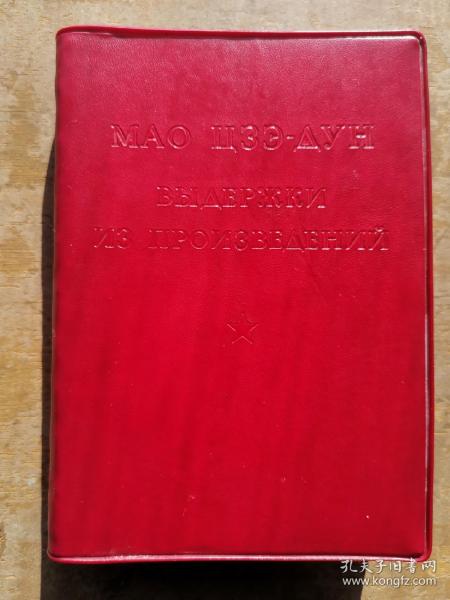 МАО ЦЗЭ-ДУН
ВЫДЕРЖКИ
ИЗ ПРОИЗВЕДЕНИЙ
孔夫子旧书网
www.kongfz.com